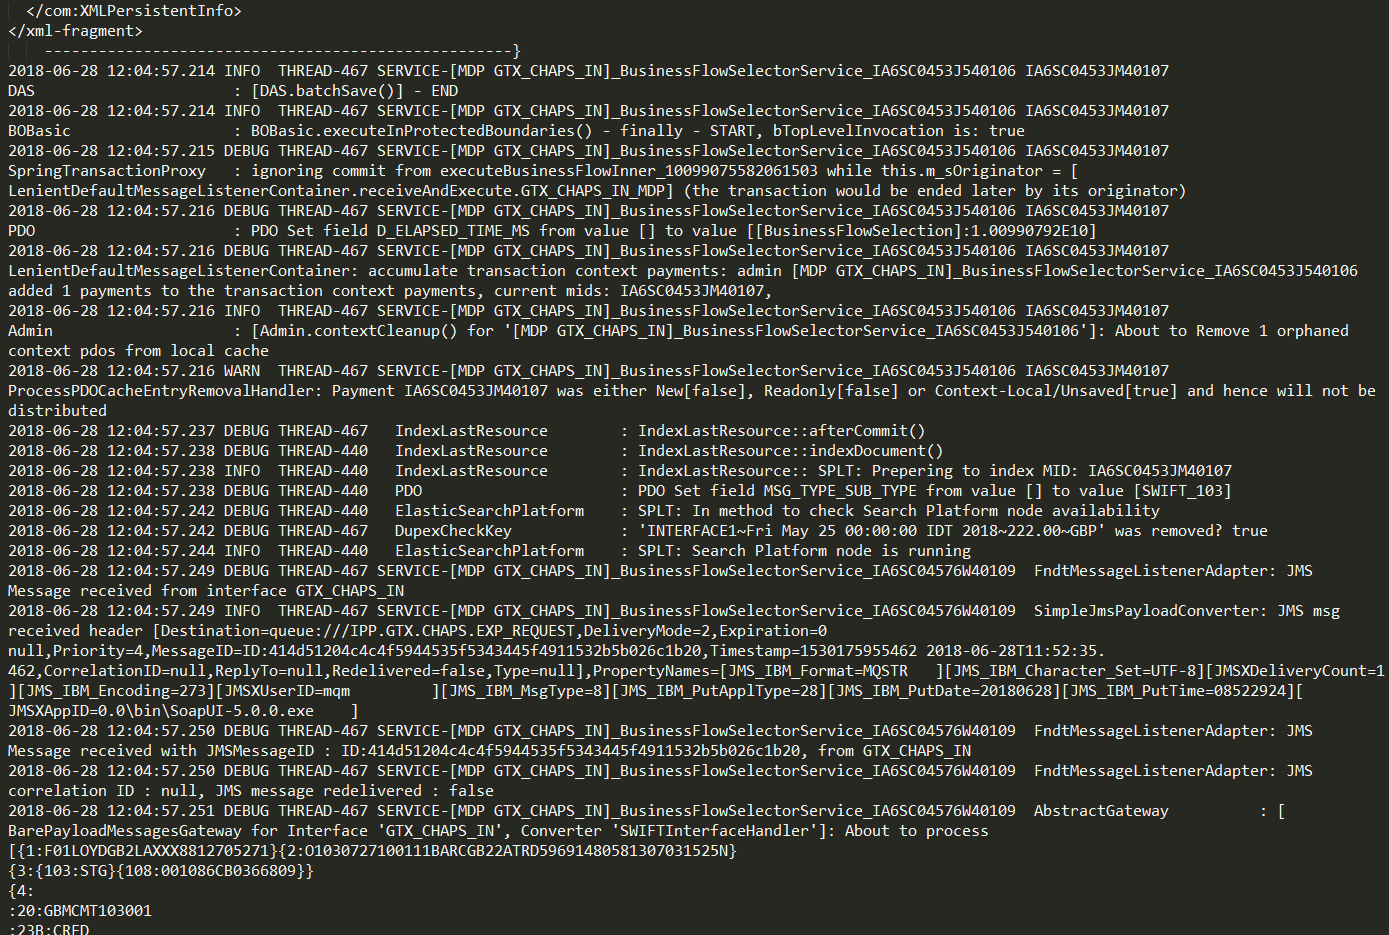 </com:XMLPersistentInfo>
</xml-fragment>
---------------------------------------------------}
2018-06-28 12:04:57.214 INFO  THREAD-467 SERVICE-[MDP GTX_CHAPS_IN]_BusinessFlowSelectorService_IA6SC0453J540106 IA6SC0453JM40107
DAS                      : [DAS.batchSave()] - END
2018-06-28 12:04:57.214 INFO  THREAD-467 SERVICE-[MDP GTX_CHAPS_IN]_BusinessFlowSelectorService_IA6SC0453J540106 IA6SC0453JM40107
BOBasic                  : BOBasic.executeInProtectedBoundaries() - finally - START, bTopLevelInvocation is: true
2018-06-28 12:04:57.215 DEBUG THREAD-467 SERVICE-[MDP GTX_CHAPS_IN]_BusinessFlowSelectorService_IA6SC0453J540106 IA6SC0453JM40107
SpringTransactionProxy   : ignoring commit from executeBusinessFlowInner_10099075582061503 while this.m_sOriginator = [
LenientDefaultMessageListenerContainer.receiveAndExecute.GTX_CHAPS_IN_MDP] (the transaction would be ended later by its originator)
2018-06-28 12:04:57.216 DEBUG THREAD-467 SERVICE-[MDP GTX_CHAPS_IN]_BusinessFlowSelectorService_IA6SC0453J540106 IA6SC0453JM40107
PDO                      : PDO Set field D_ELAPSED_TIME_MS from value [] to value [[BusinessFlowSelection]:1.00990792E10]
2018-06-28 12:04:57.216 DEBUG THREAD-467 SERVICE-[MDP GTX_CHAPS_IN]_BusinessFlowSelectorService_IA6SC0453J540106 IA6SC0453JM40107
LenientDefaultMessageListenerContainer: accumulate transaction context payments: admin [MDP GTX_CHAPS_IN]_BusinessFlowSelectorService_IA6SC0453J540106
added 1 payments to the transaction context payments, current mids: IA6SC0453JM40107,
2018-06-28 12:04:57.216 INFO  THREAD-467 SERVICE-[MDP GTX_CHAPS_IN]_BusinessFlowSelectorService_IA6SC0453J540106 IA6SC0453JM40107
Admin                    : [Admin.contextCleanup() for '[MDP GTX_CHAPS_IN]_BusinessFlowSelectorService_IA6SC0453J540106']: About to Remove 1 orphaned
context pdos from local cache
2018-06-28 12:04:57.216 WARN  THREAD-467 SERVICE-[MDP GTX_CHAPS_IN]_BusinessFlowSelectorService_IA6SC0453J540106 IA6SC0453JM40107
ProcessPDOCacheEntryRemovalHandler: Payment IA6SC0453JM40107 was either New[false], Readonly[false] or Context-Local/Unsaved[true] and hence will not be
distributed
2018-06-28 12:04:57.237 DEBUG THREAD-467   IndexLastResource        : IndexLastResource::afterCommit()
2018-06-28 12:04:57.238 DEBUG THREAD-440   IndexLastResource        : IndexLastResource::indexDocument()
2018-06-28 12:04:57.238 INFO  THREAD-440   IndexLastResource        : IndexLastResource:: SPLT: Prepering to index MID: IA6SC0453JM40107
2018-06-28 12:04:57.238 DEBUG THREAD-440   PDO                      : PDO Set field MSG_TYPE_SUB_TYPE from value [] to value [SWIFT_103]
2018-06-28 12:04:57.242 DEBUG THREAD-440   ElasticSearchPlatform    : SPLT: In method to check Search Platform node availability
2018-06-28 12:04:57.242 DEBUG THREAD-467   DupexCheckKey            : 'INTERFACE1~Fri May 25 00:00:00 IDT 2018~222.00~GBP' was removed? true
2018-06-28 12:04:57.244 INFO  THREAD-440   ElasticSearchPlatform    : SPLT: Search Platform node is running
2018-06-28 12:04:57.249 DEBUG THREAD-467 SERVICE-[MDP GTX_CHAPS_IN]_BusinessFlowSelectorService_IA6SC04576W40109  FndtMessageListenerAdapter: JMS
Message received from interface GTX_CHAPS_IN
2018-06-28 12:04:57.249 INFO  THREAD-467 SERVICE-[MDP GTX_CHAPS_IN]_BusinessFlowSelectorService_IA6SC04576W40109  SimpleJmsPayloadConverter: JMS msg
received header [Destination=queue:///IPP.GTX.CHAPS.EXP_REQUEST,DeliveryMode=2,Expiration=0
null,Priority=4,MessageID=ID:414d51204c4c4f5944535f5343445f4911532b5b026c1b20,Timestamp=1530175955462 2018-06-28T11:52:35.
462,CorrelationID=null,ReplyTo=null,Redelivered=false,Type=null],PropertyNames=[JMS_IBM_Format=MQSTR   ][JMS_IBM_Character_Set=UTF-8][JMSXDeliveryCount=1
][JMS_IBM_Encoding=273][JMSXUserID=mqm         ][JMS_IBM_MsgType=8][JMS_IBM_PutApplType=28][JMS_IBM_PutDate=20180628][JMS_IBM_PutTime=08522924][
JMSXAppID=0.0\bin\SoapUI-5.0.0.exe    ]
2018-06-28 12:04:57.250 DEBUG THREAD-467 SERVICE-[MDP GTX_CHAPS_IN]_BusinessFlowSelectorService_IA6SC04576W40109  FndtMessageListenerAdapter: JMS
Message received with JMSMessageID : ID:414d51204c4c4f5944535f5343445f4911532b5b026c1b20, from GTX_CHAPS_IN
2018-06-28 12:04:57.250 DEBUG THREAD-467 SERVICE-[MDP GTX_CHAPS_IN]_BusinessFlowSelectorService_IA6SC04576W40109  FndtMessageListenerAdapter: JMS
correlation ID : null, JMS message redelivered : false
2018-06-28 12:04:57.251 DEBUG THREAD-467 SERVICE-[MDP GTX_CHAPS_IN]_BusinessFlowSelectorService_IA6SC04576W40109  AbstractGateway          : [
BarePayloadMessagesGateway for Interface 'GTX_CHAPS_IN', Converter 'SWIFTInterfaceHandler']: About to process
[{1:F01LOYDGB2LAXXX8812705271}{2:O1030727100111BARCGB22ATRD59691480581307031525N}
{3:{103:STG}{108:001086CB0366809}}
{4:
:20:GBMCMT103001
:23B:CRED